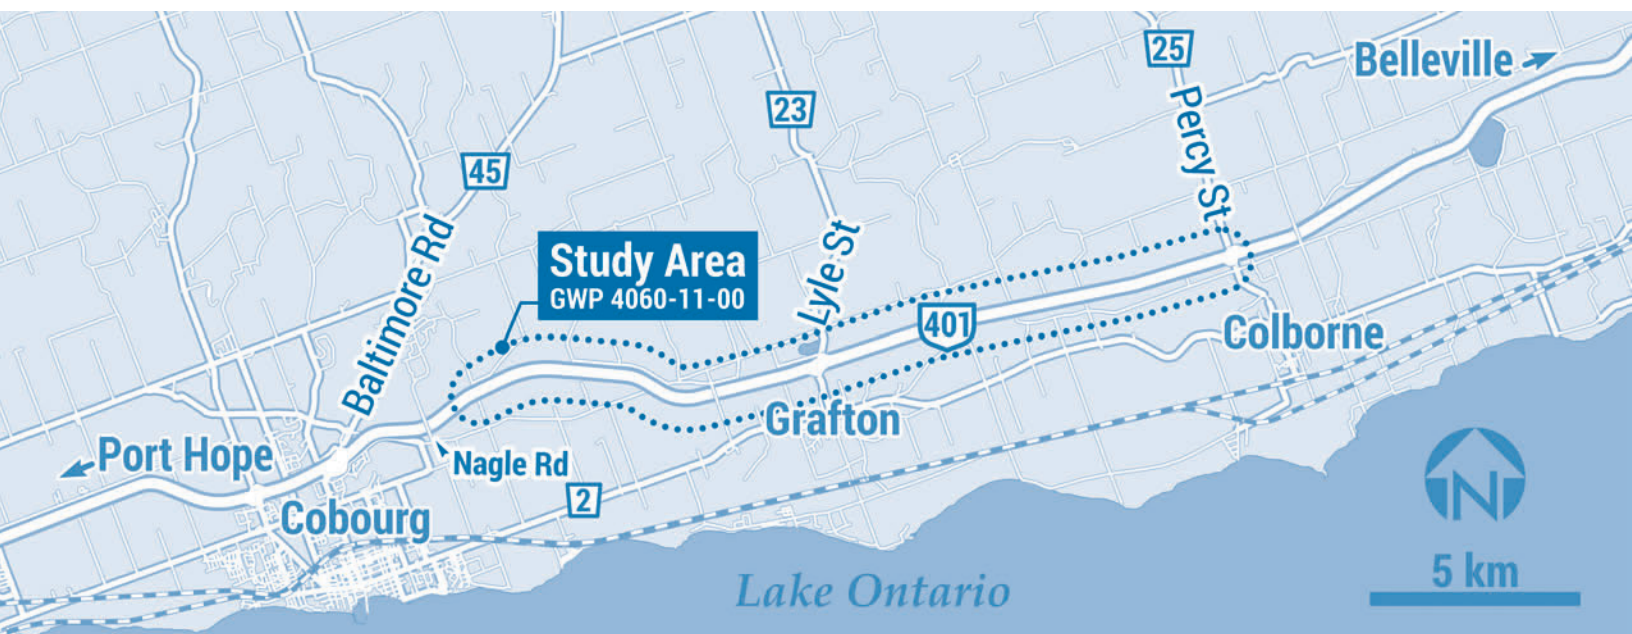 25
Belleville
23
Percy St
45
Baltimore Rd
Study Area
GWP 4060-11-00
Lyle St
401
Colborne
Grafton
Port Hope
Nagle Rd
2
Cobourg
N
5 km
Lake Ontario